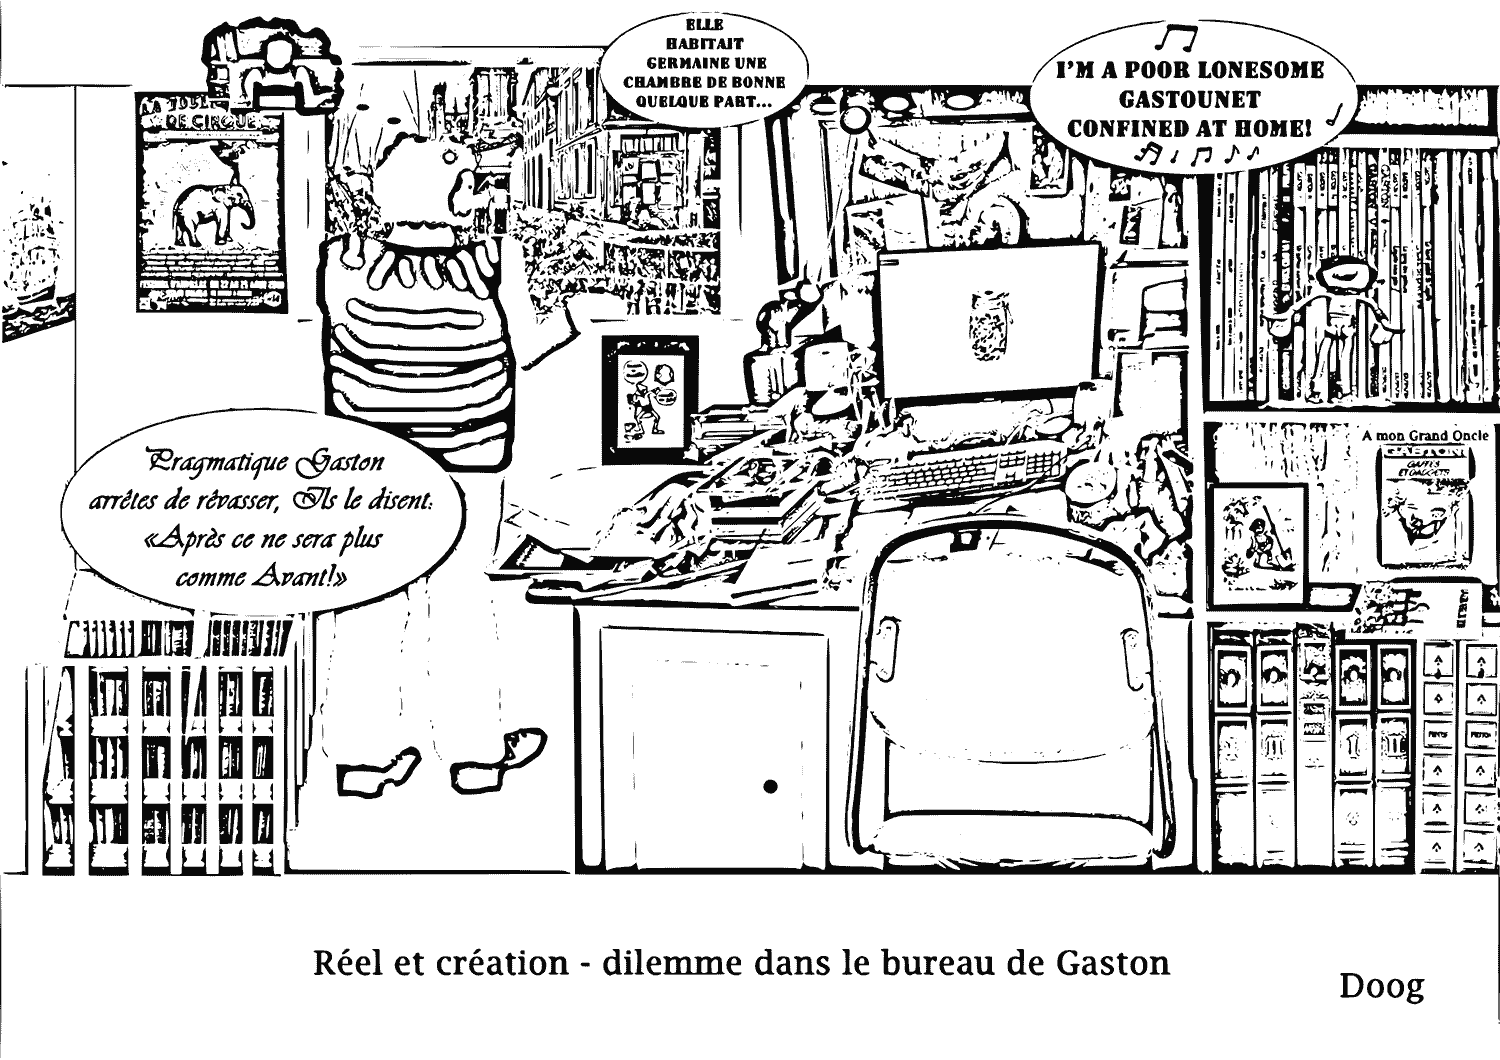 ELLE
HABITAIT
GERMAINE UNE
CHAMBRE DE BONNE
QUELQUE PART...
I'M A POOR LONESOME
GASTOUNET
CONFINED AT HOME!
DE CIRQUE
A mon Grand Oncle
GASTON
GAFFES
ET GADGETS
Pragmatique Gaston
arrêtes de rêvasser, Ils le disent:
«Après ce ne sera plus
comme Avant!»
Réel et création - dilemme dans le bureau de Gaston
Doog